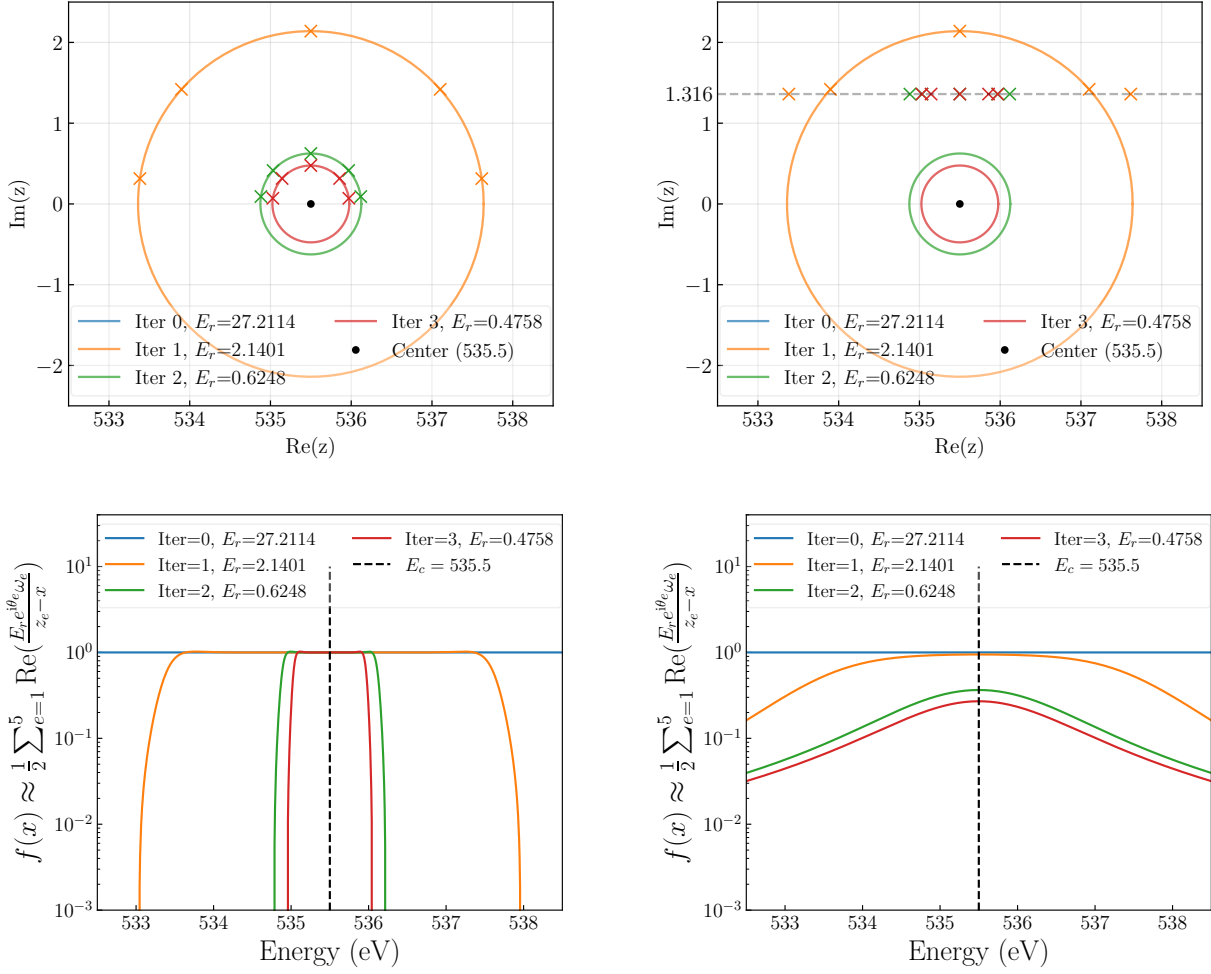 2
1
0
−1
−2
Im(z)
533 534 535 536 537 538
Re(z)
Iter 0, E_r=27.2114
Iter 1, E_r=2.1401
Iter 2, E_r=0.6248
Iter 3, E_r=0.4758
Center (535.5)
2
1.316
1
0
−1
−2
Im(z)
533 534 535 536 537 538
Re(z)
Iter 0, E_r=27.2114
Iter 1, E_r=2.1401
Iter 2, E_r=0.6248
Iter 3, E_r=0.4758
Center (535.5)
10^1
10^0
10^{−1}
10^{−2}
10^{−3}
f(x) ≈ \frac{1}{2} ∑_{e=1}^{5} Re(\frac{E_r e^{iθ_e} ω_e}{z_e−x})
533 534 535 536 537 538
Energy (eV)
Iter=0, E_r=27.2114
Iter=1, E_r=2.1401
Iter=2, E_r=0.6248
Iter=3, E_r=0.4758
E_c = 535.5
10^1
10^0
10^{−1}
10^{−2}
10^{−3}
f(x) ≈ \frac{1}{2} ∑_{e=1}^{5} Re(\frac{E_r e^{iθ_e} ω_e}{z_e−x})
533 534 535 536 537 538
Energy (eV)
Iter=0, E_r=27.2114
Iter=1, E_r=2.1401
Iter=2, E_r=0.6248
Iter=3, E_r=0.4758
E_c = 535.5